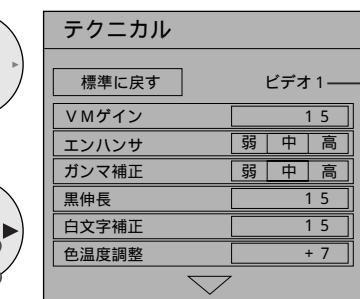 テクニカル
標準に戻す ビデオ1
VMゲイン 15
エンハンサ 弱 中 高
ガンマ補正 弱 中 高
黒伸長 15
白文字補正 15
色温度調整 +7